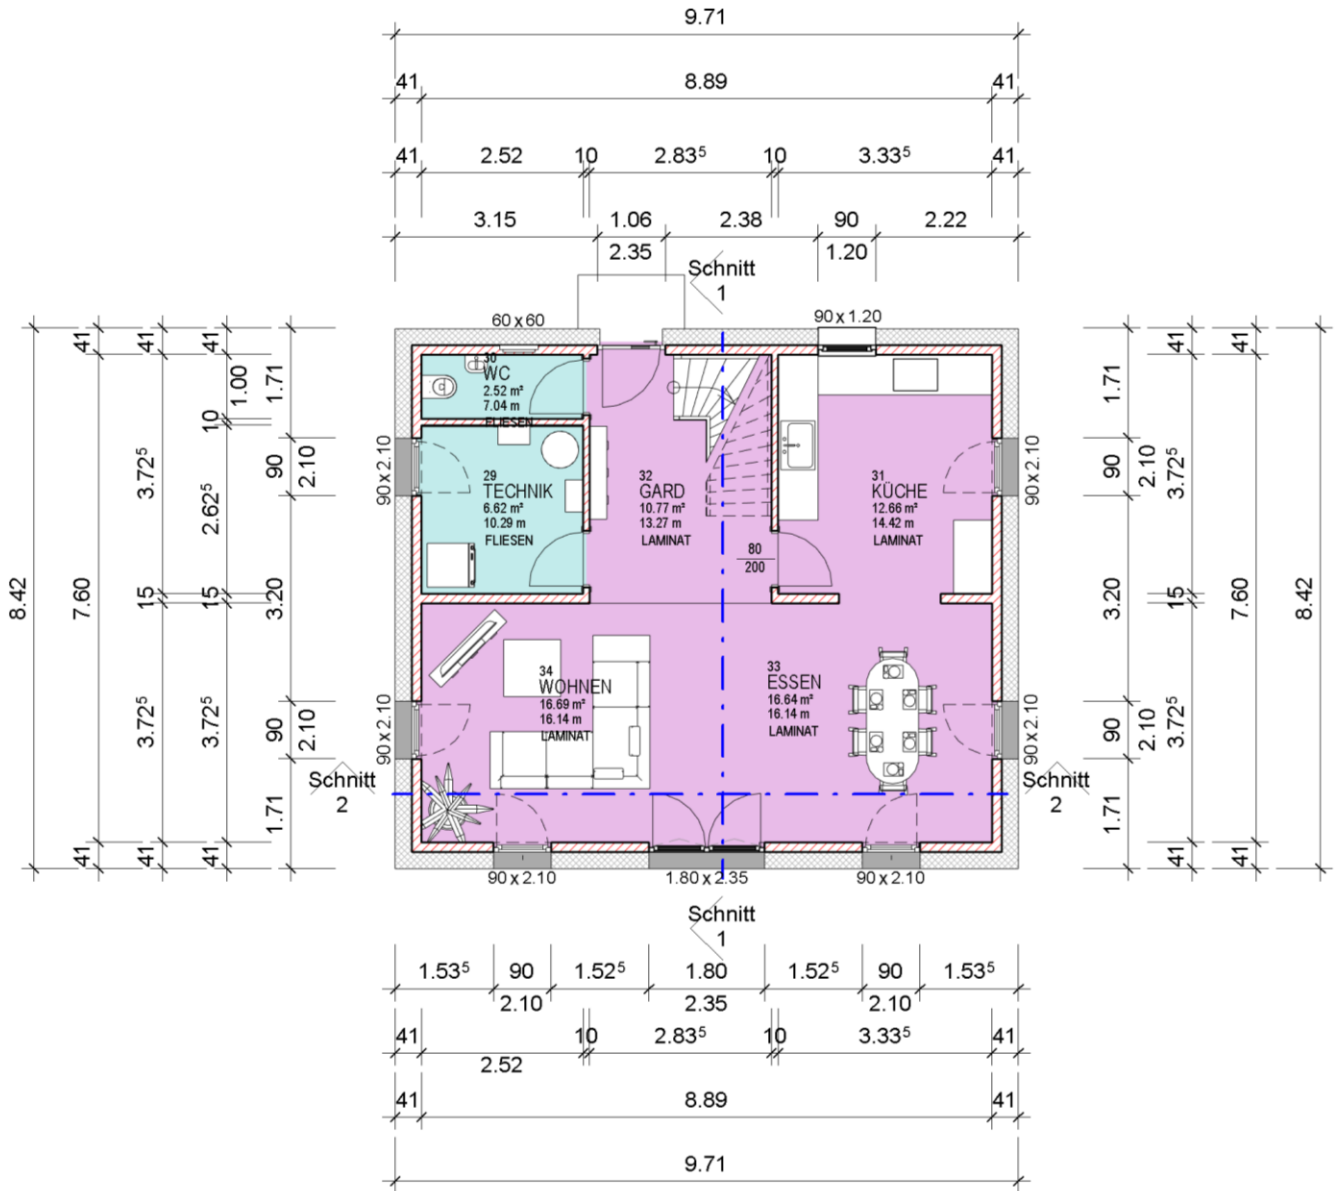 9.71
41 8.89 41
41 2.52 10 2.83⁵ 10 3.33⁵ 41
3.15 1.06 2.38 90 2.22
2.35 1.20
Schnitt
1
60 x 60
90 x 1.20
8.42
41 7.60 41
41 3.72⁵ 15 3.72⁵ 41
41 1.00 10 2.62⁵ 15 3.72⁵ 41
1.71 90 3.20 90 1.71
2.10 2.10
90 x 2.10
90 x 2.10
30
WC
2.52 m²
7.04 m
FLIESEN
29
TECHNIK
6.62 m²
10.29 m
FLIESEN
32
GARD
10.77 m²
13.27 m
LAMINAT
80
200
31
KÜCHE
12.66 m²
14.42 m
LAMINAT
34
WOHNEN
16.69 m²
16.14 m
LAMINAT
33
ESSEN
16.64 m²
16.14 m
LAMINAT
90 x 2.10
90 x 2.10
1.71 90 3.20 90 1.71
2.10 2.10
41 3.72⁵ 15 3.72⁵ 41
41 7.60 41
8.42
Schnitt
2
Schnitt
2
90 x 2.10
1.80 x 2.35
90 x 2.10
Schnitt
1
1.53⁵ 90 1.52⁵ 1.80 1.52⁵ 90 1.53⁵
2.10 2.35 2.10
41 10 2.83⁵ 10 3.33⁵ 41
2.52
41 8.89 41
9.71